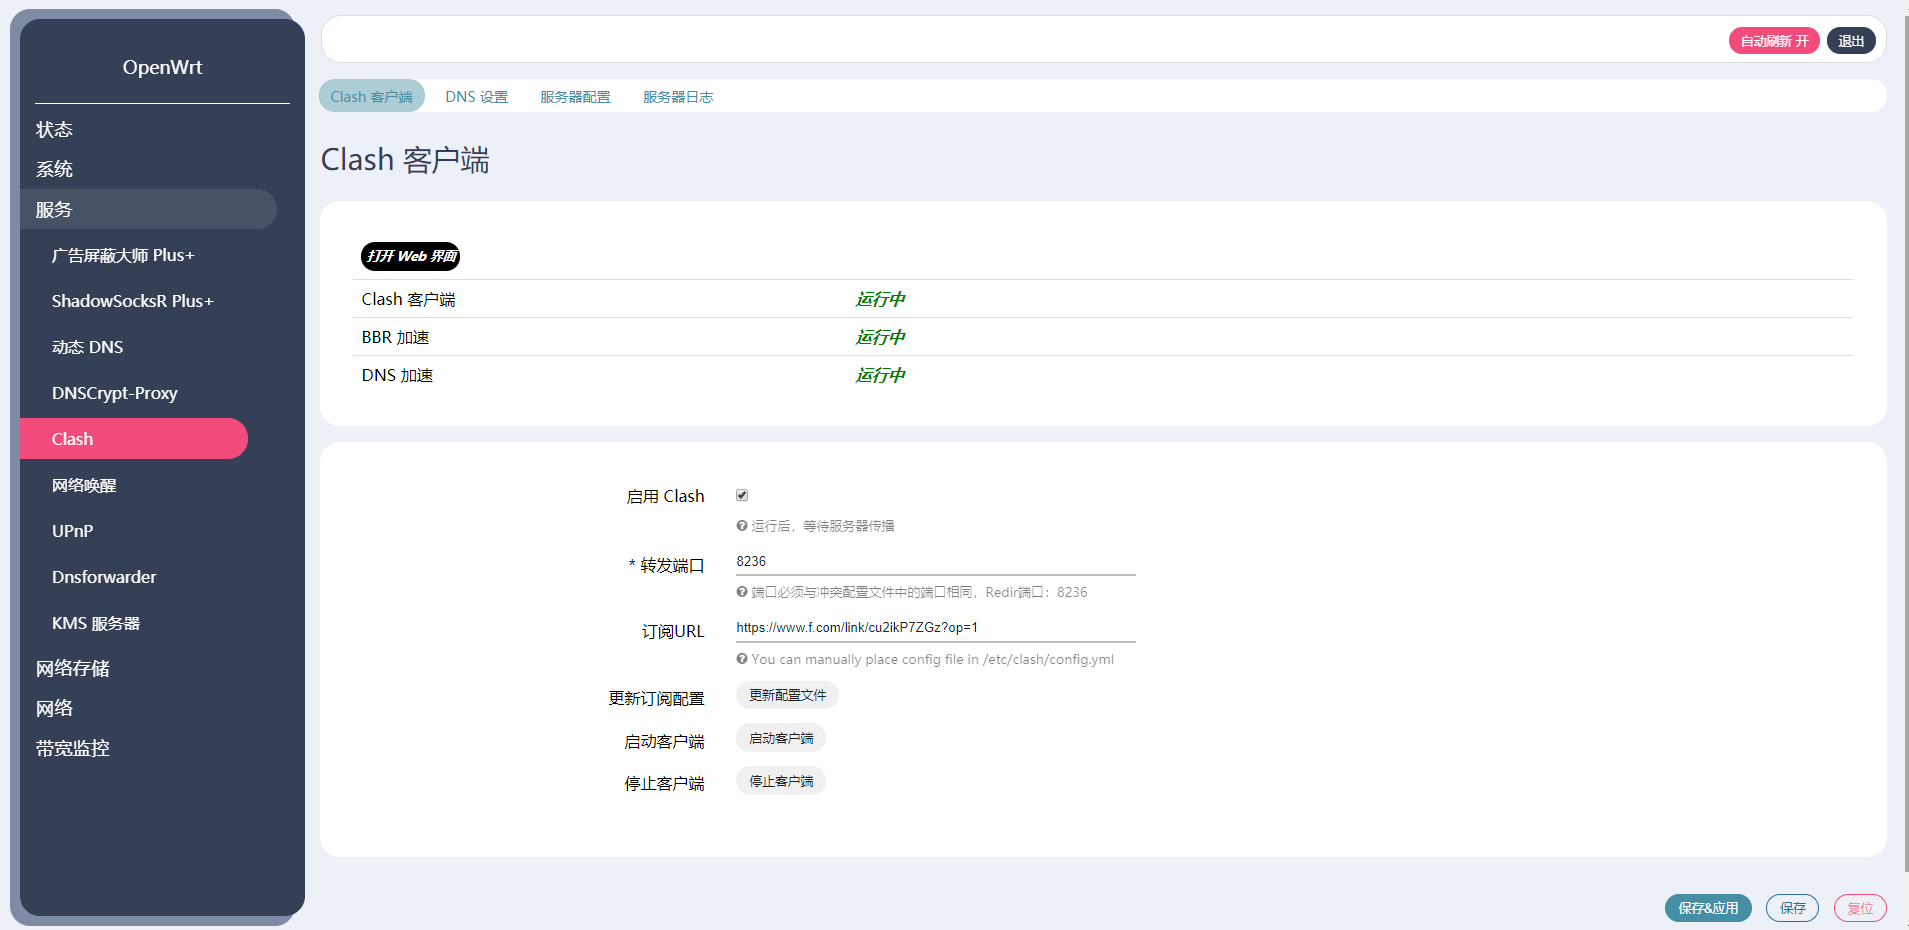 OpenWrt
状态
系统
服务
广告屏蔽大师 Plus+
ShadowSocksR Plus+
动态 DNS
DNSCrypt-Proxy
Clash
网络唤醒
UPnP
Dnsforwarder
KMS 服务器
网络存储
网络
带宽监控
自动刷新 开 退出
Clash 客户端 DNS 设置 服务器配置 服务器日志
Clash 客户端
打开 Web 界面
Clash 客户端 运行中
BBR 加速 运行中
DNS 加速 运行中
启用 Clash
运行后，等待服务器传播
* 转发端口 8236
端口必须与冲突配置文件中的端口相同，Redir端口：8236
订阅URL https://www.f.com/link/cu2ikP7ZGz?op=1
You can manually place config file in /etc/clash/config.yml
更新订阅配置 更新配置文件
启动客户端 启动客户端
停止客户端 停止客户端
保存&应用 保存 复位